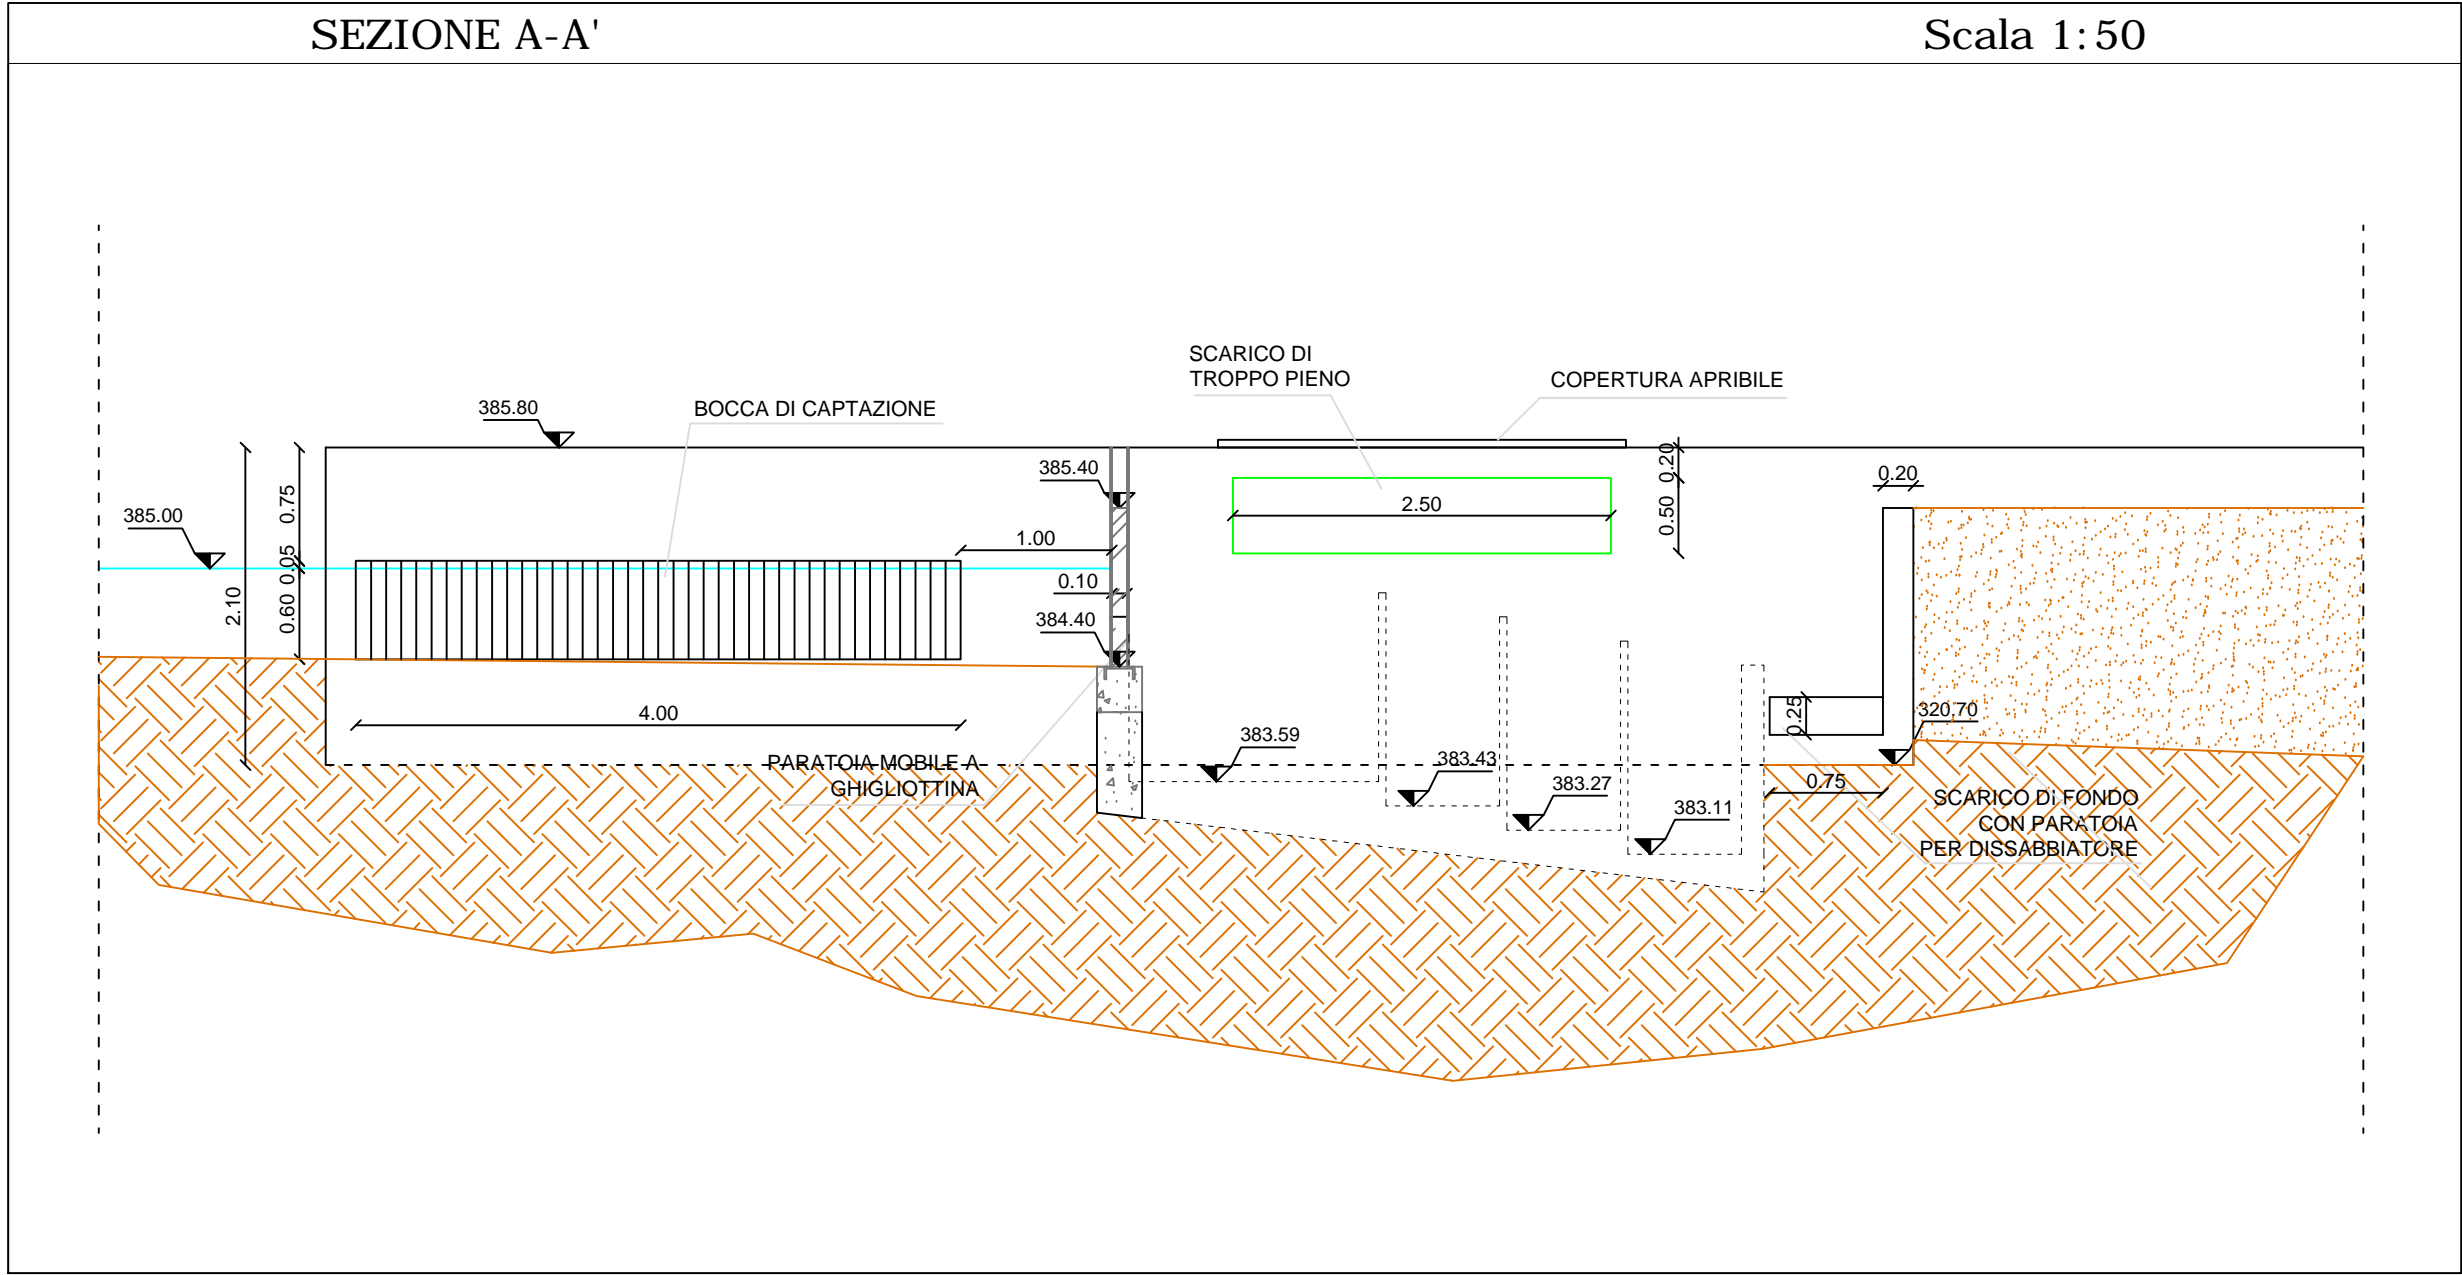 SEZIONE A-A'
Scala 1:50
SCARICO DI
TROPPO PIENO
COPERTURA APRIBILE
385.80
BOCCA DI CAPTAZIONE
385.40
0.20
0.20
2.50
0.50
0.75
385.00
1.00
0.05
0.10
2.10
0.60
384.40
4.00
0.25
320.70
383.59
PARATOIA MOBILE A
GHIGLIOTTINA
383.43
383.27
0.75
383.11
SCARICO DI FONDO
CON PARATOIA
PER DISSABBIATORE